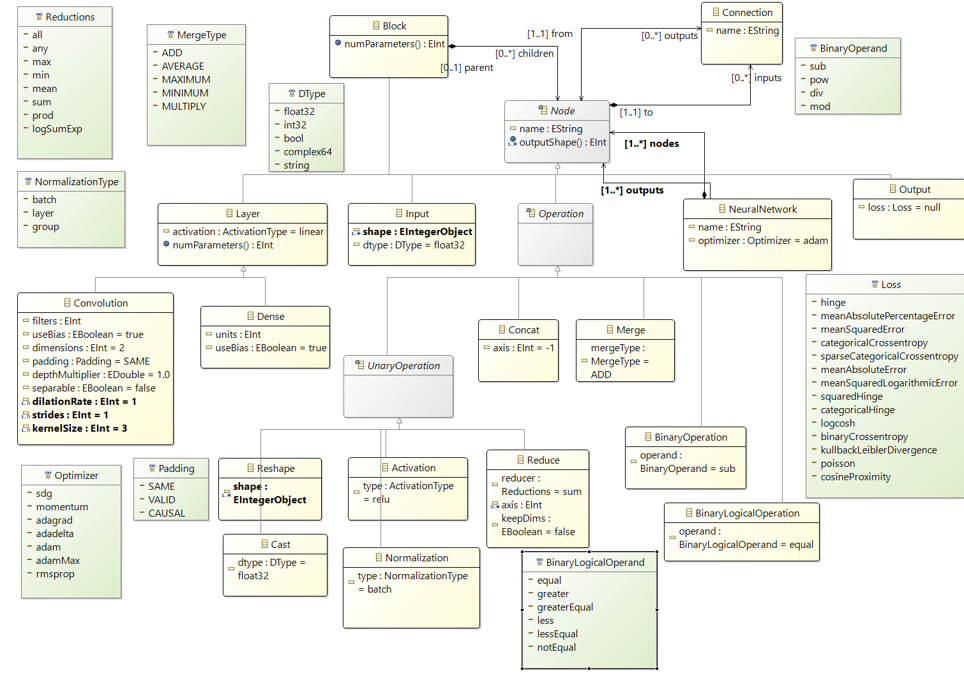 Reductions
all
any
max
min
mean
sum
prod
logSumExp
MergeType
ADD
AVERAGE
MAXIMUM
MINIMUM
MULTIPLY
Block
numParameters() : EInt
[0..*] children
[0..1] parent
[1..1] from
[0..*] outputs
Connection
name : EString
[0..*] inputs
[1..1] to
BinaryOperand
sub
pow
div
mod
DType
float32
int32
bool
complex64
string
Node
name : EString
outputShape() : EInt
[1..*] nodes
[1..*] outputs
NormalizationType
batch
layer
group
Layer
activation : ActivationType = linear
numParameters() : EInt
Input
shape : EIntegerObject
dtype : DType = float32
Operation
NeuralNetwork
name : EString
optimizer : Optimizer = adam
Output
loss : Loss = null
Convolution
filters : EInt
useBias : EBoolean = true
dimensions : EInt = 2
padding : Padding = SAME
depthMultiplier : EDouble = 1.0
separable : EBoolean = false
dilationRate : EInt = 1
strides : EInt = 1
kernelSize : EInt = 3
Dense
units : EInt
useBias : EBoolean = true
UnaryOperation
Concat
axis : EInt = -1
Merge
mergeType :
MergeType =
ADD
Loss
hinge
meanAbsolutePercentageError
meanSquaredError
categoricalCrossentropy
sparseCategoricalCrossentropy
meanAbsoluteError
meanSquaredLogarithmicError
squaredHinge
categoricalHinge
logcosh
binaryCrossentropy
kullbackLeiblerDivergence
poisson
cosineProximity
Optimizer
sdg
momentum
adagrad
adadelta
adam
adamMax
rmsprop
Padding
SAME
VALID
CAUSAL
Reshape
shape :
EIntegerObject
Activation
type : ActivationType
= relu
Reduce
reducer :
Reductions = sum
axis : EInt
keepDims :
EBoolean = false
BinaryOperation
operand :
BinaryOperand = sub
BinaryLogicalOperation
operand :
BinaryLogicalOperand = equal
Cast
dtype : DType =
float32
Normalization
type : NormalizationType
= batch
BinaryLogicalOperand
equal
greater
greaterEqual
less
lessEqual
notEqual